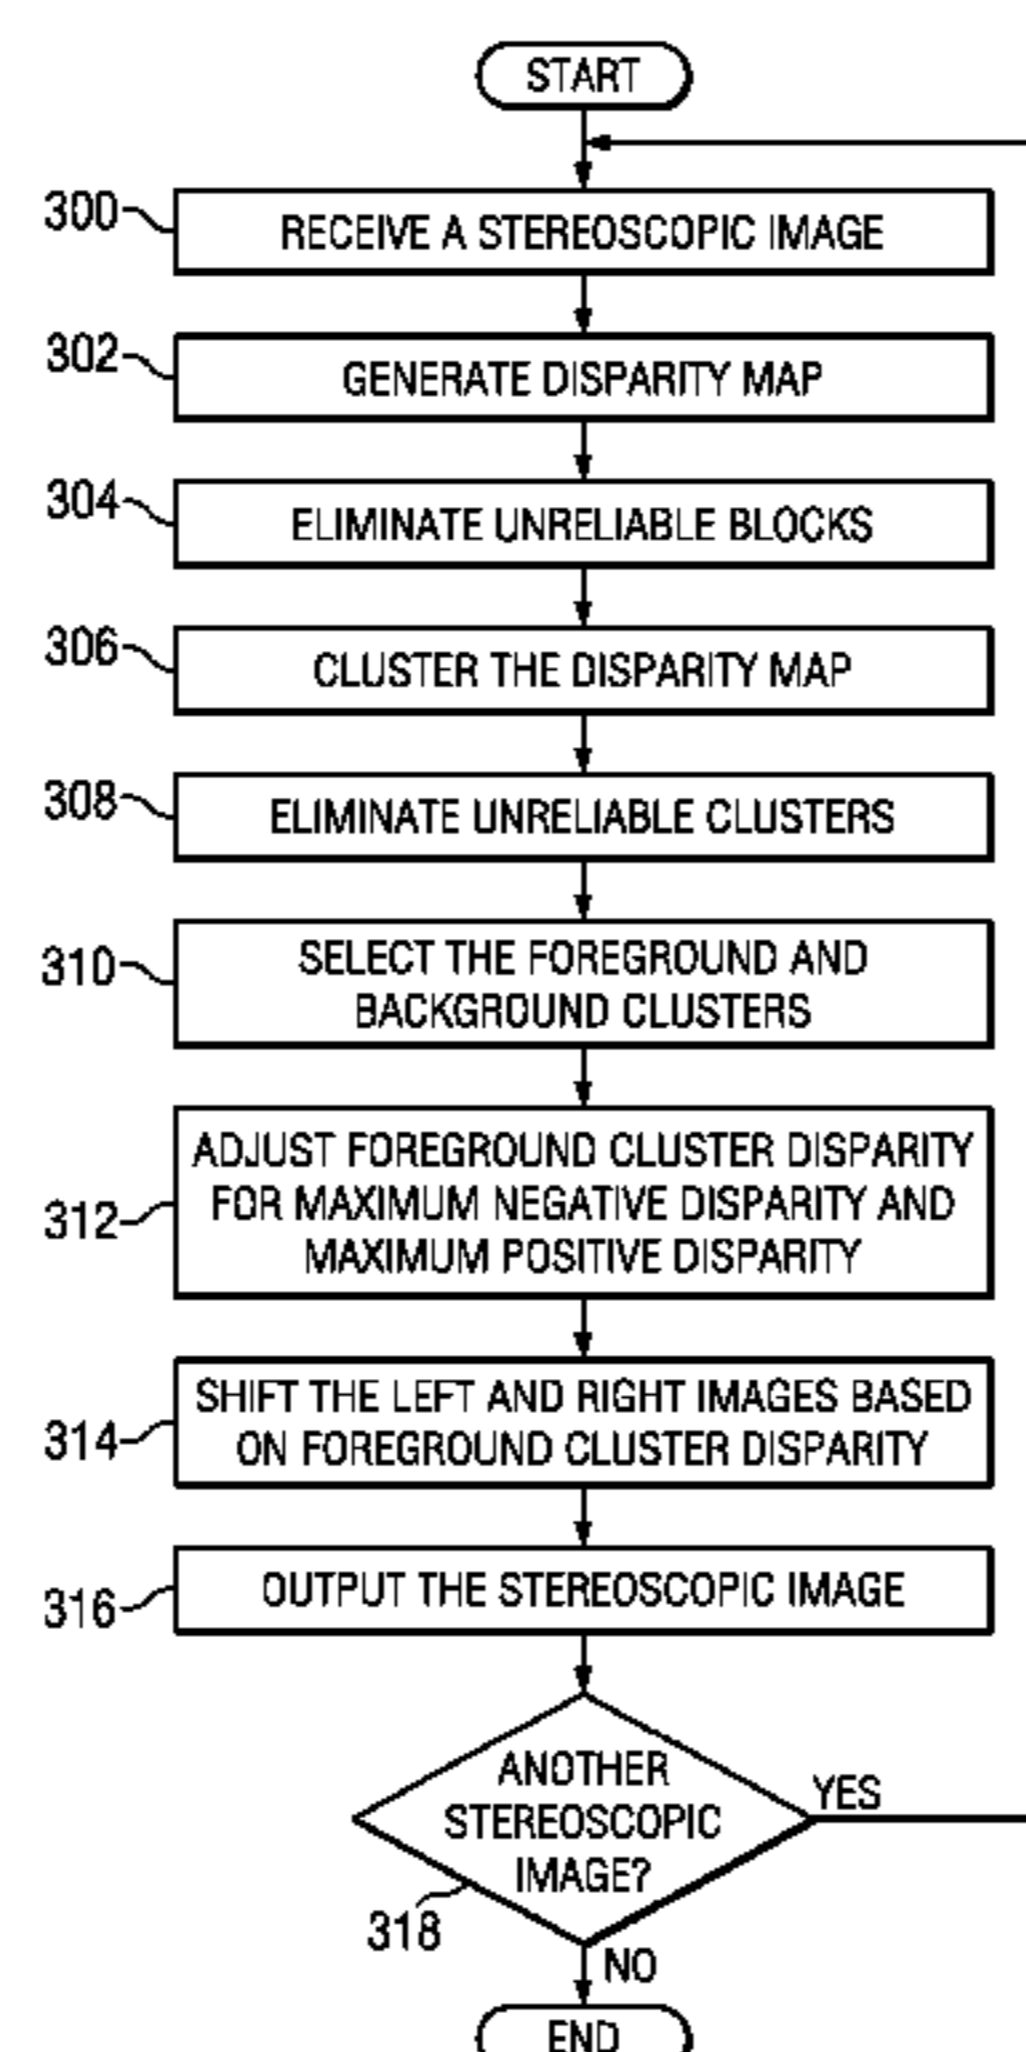 START
300
RECEIVE A STEREOSCOPIC IMAGE
302
GENERATE DISPARITY MAP
304
ELIMINATE UNRELIABLE BLOCKS
306
CLUSTER THE DISPARITY MAP
308
ELIMINATE UNRELIABLE CLUSTERS
310
SELECT THE FOREGROUND AND
BACKGROUND CLUSTERS
312
ADJUST FOREGROUND CLUSTER DISPARITY
FOR MAXIMUM NEGATIVE DISPARITY AND
MAXIMUM POSITIVE DISPARITY
314
SHIFT THE LEFT AND RIGHT IMAGES BASED
ON FOREGROUND CLUSTER DISPARITY
316
OUTPUT THE STEREOSCOPIC IMAGE
ANOTHER
STEREOSCOPIC
IMAGE?
YES
318
NO
END